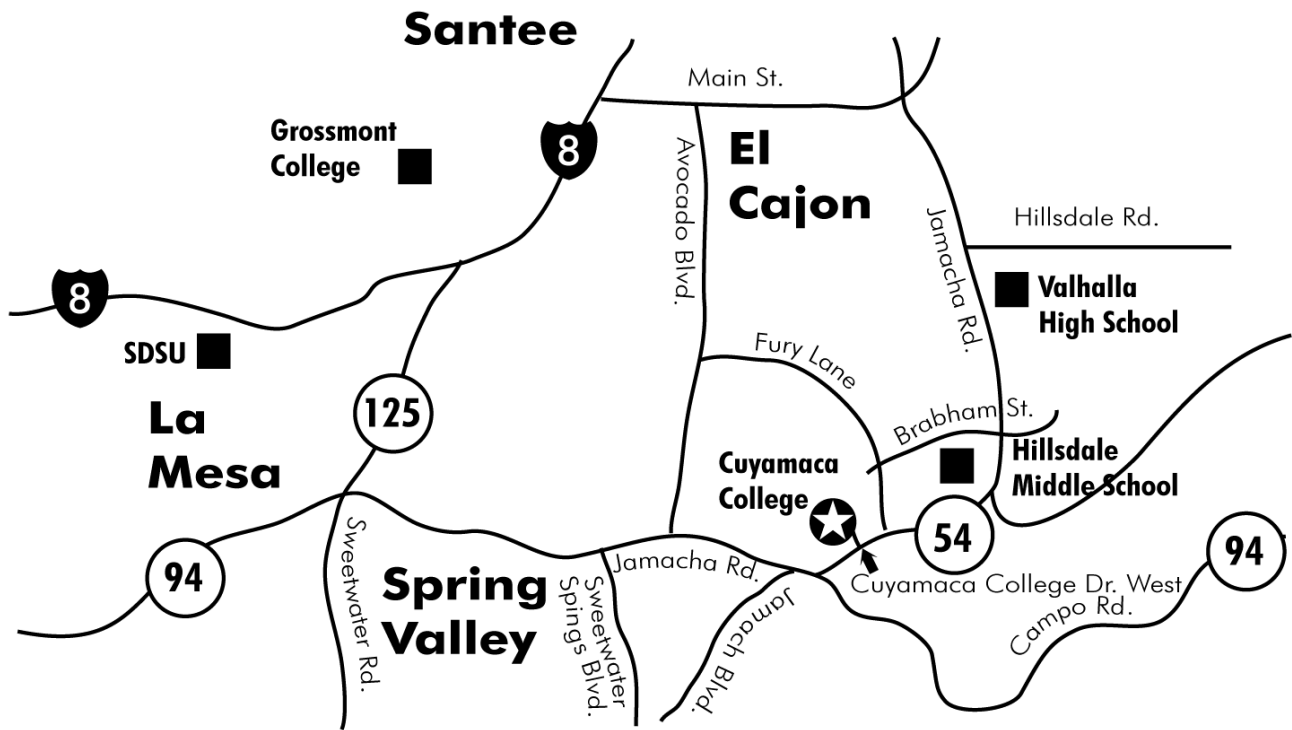 Santee
Main St.
Grossmont
College
8
El
Cajon
Avocado Blvd.
Jamacha Rd.
Hillsdale Rd.
8
Valhalla
High School
SDSU
Fury Lane
La
Mesa
125
Brabham St.
Cuyamaca
College
Hillsdale
Middle School
54
94
94
Sweetwater Rd.
Spring
Valley
Sweetwater
Spings Blvd.
Jamacha Rd.
Jamach Blvd.
Cuyamaca College Dr. West
Campo Rd.